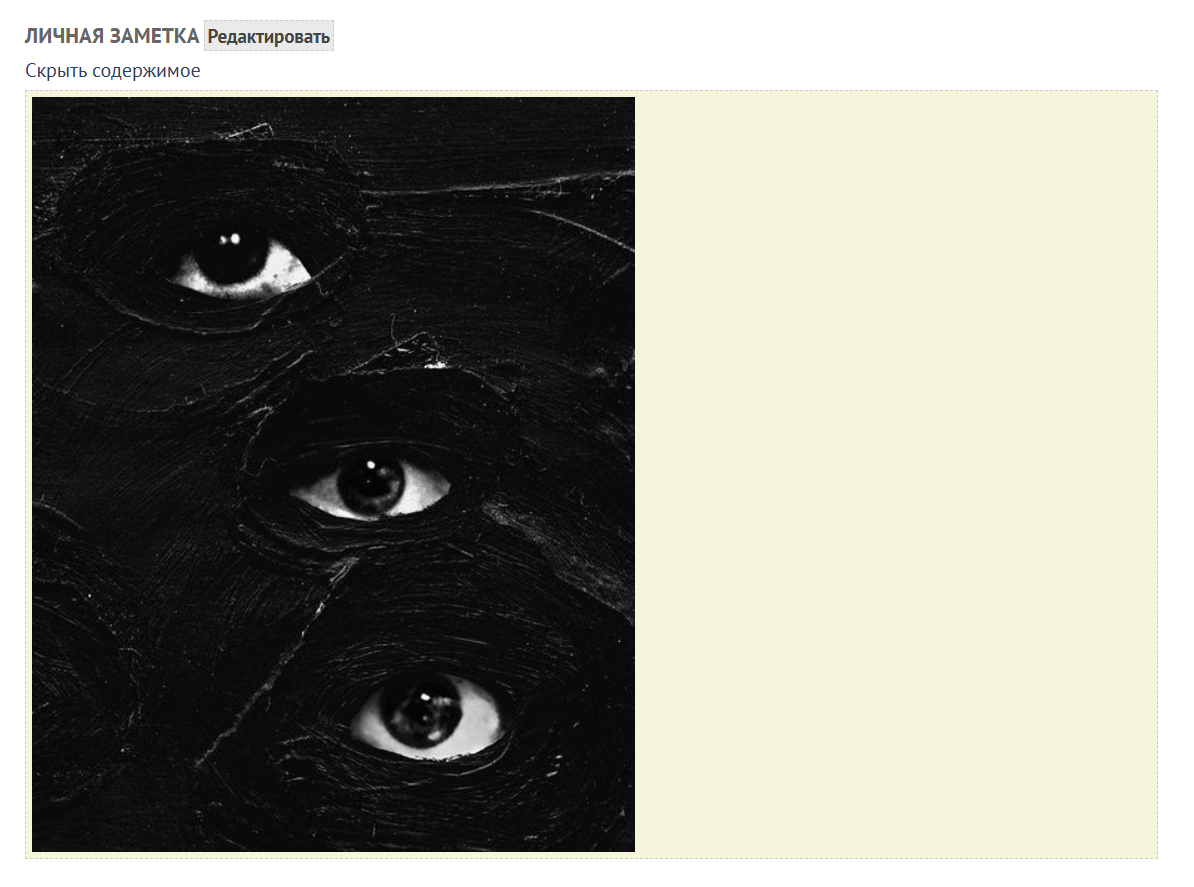 ЛИЧНАЯ ЗАМЕТКА Редактировать
Скрыть содержимое